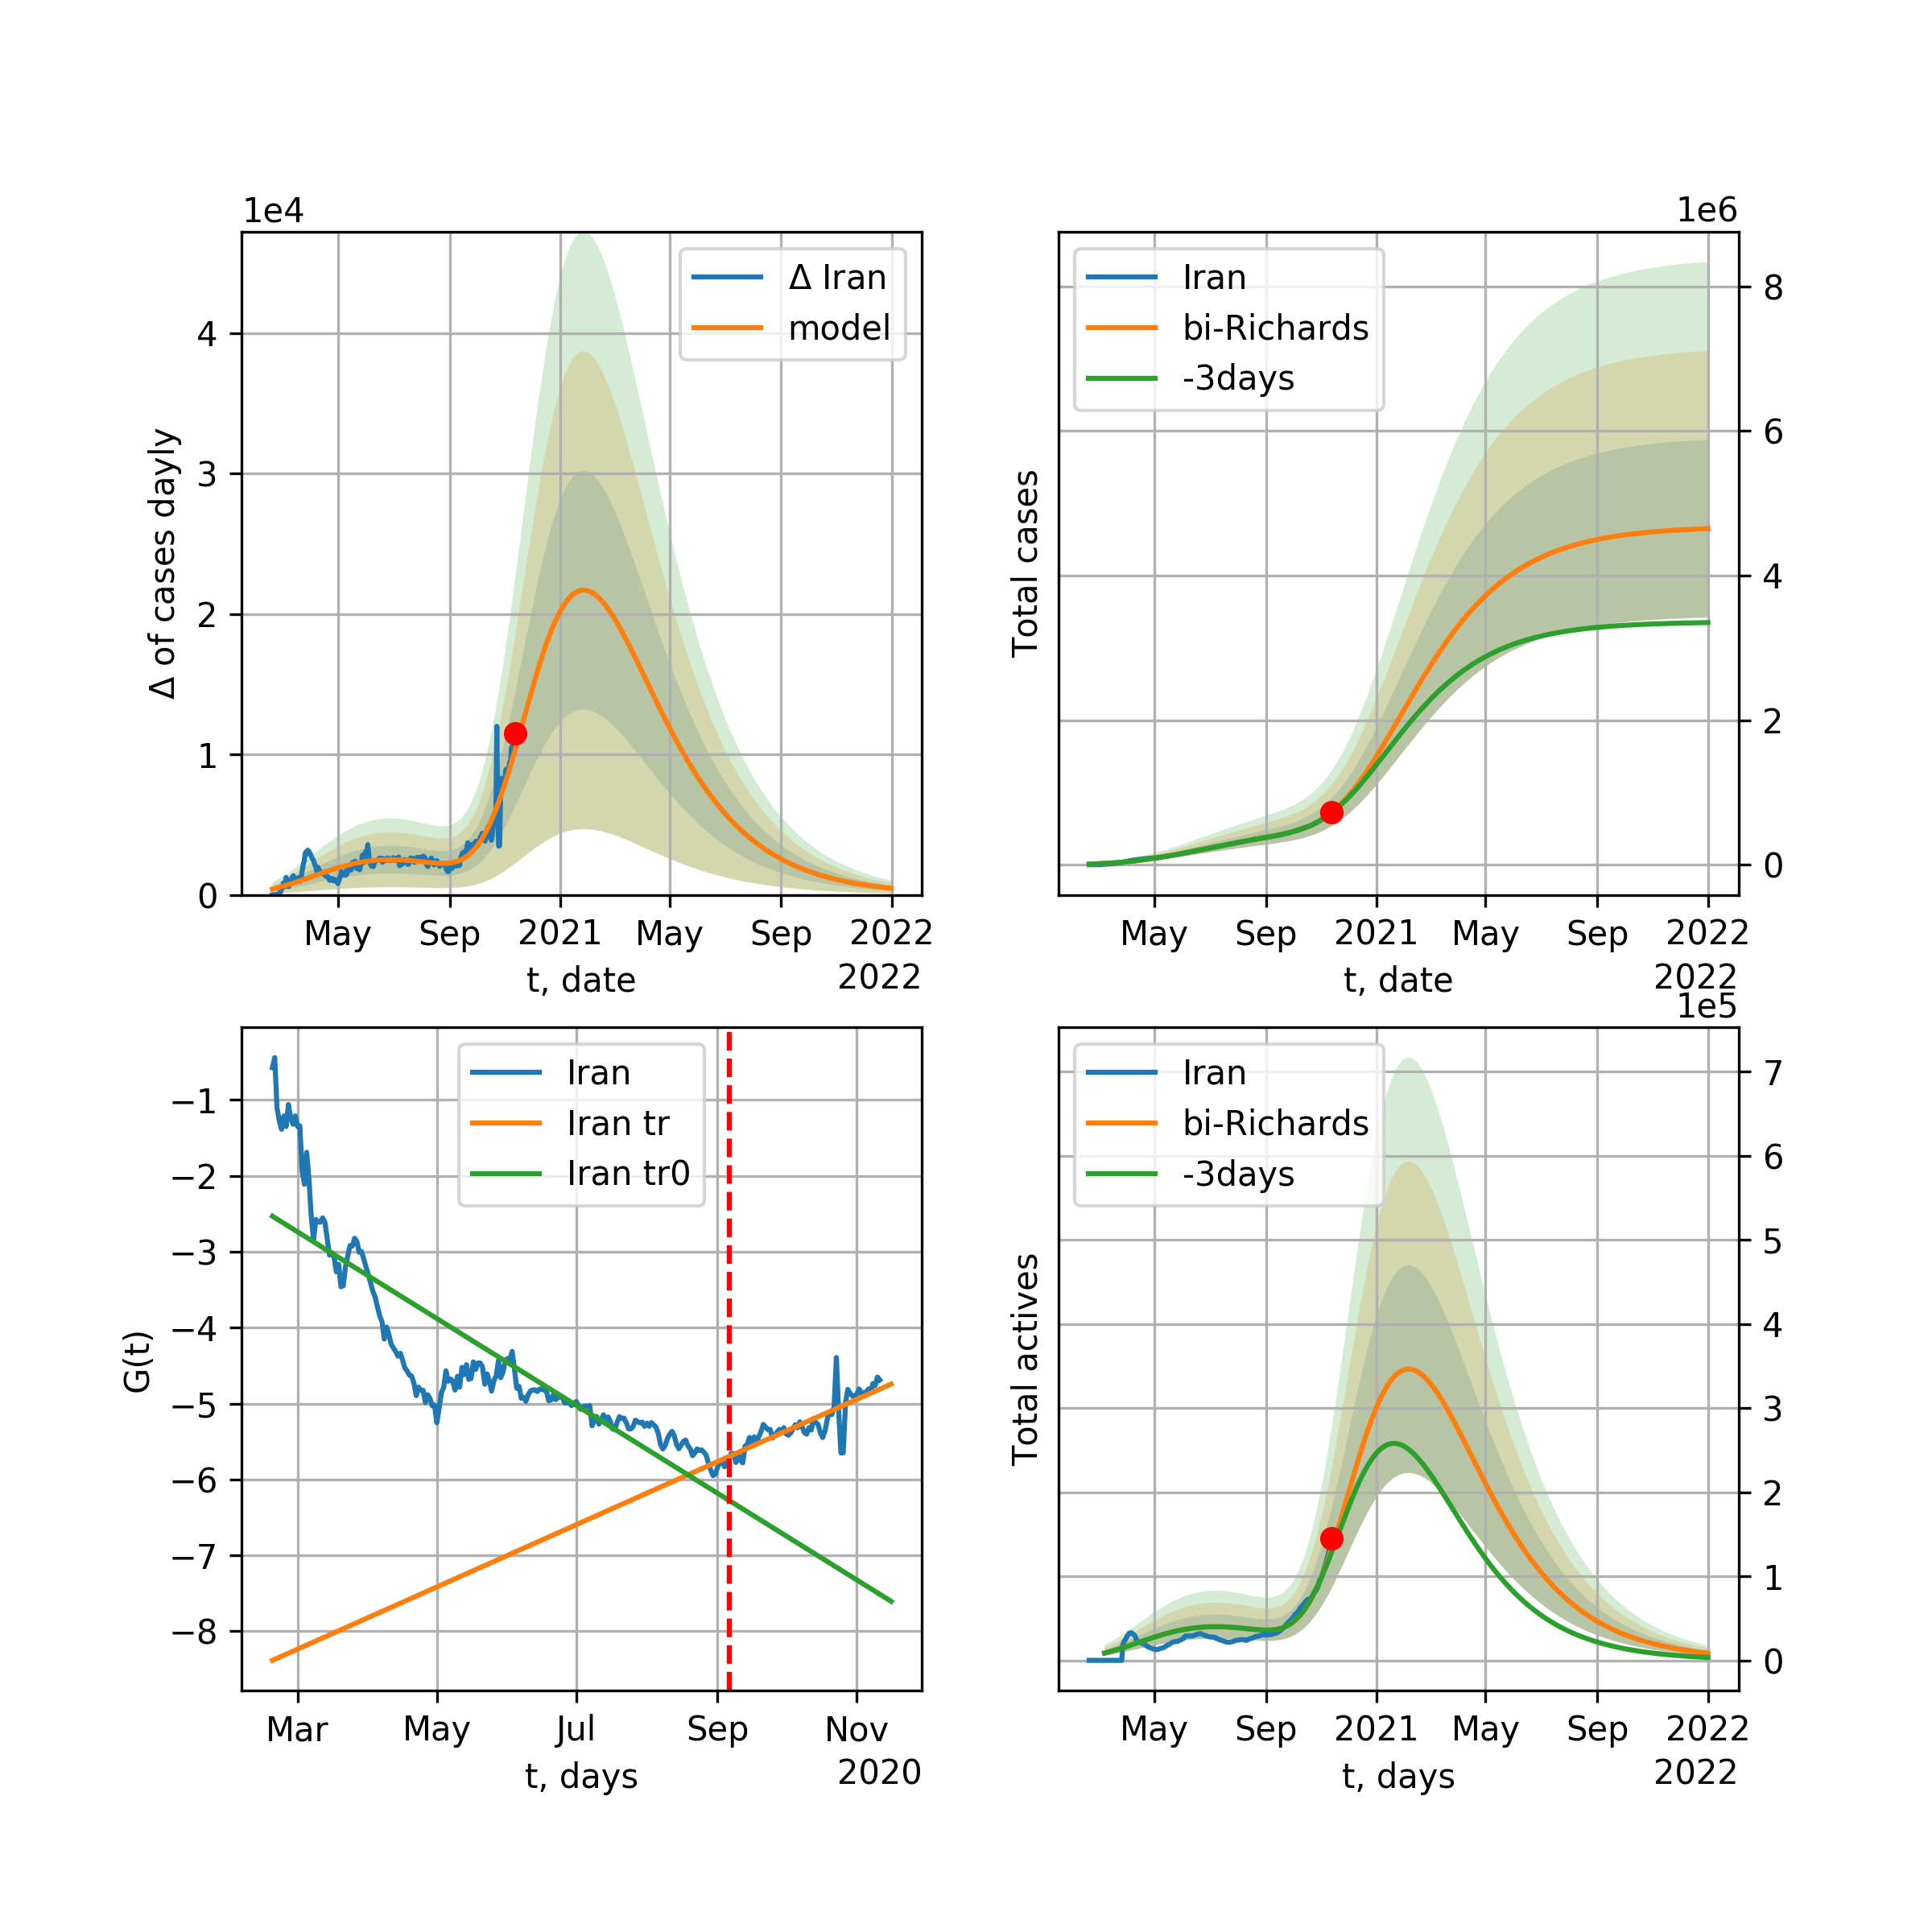 1e4
Δ Iran
model
4
3
2
1
0
Δ of cases dayly
May Sep 2021 May Sep 2022
t, date 2022
1e6
Iran
bi-Richards
-3days
8
6
4
2
0
Total cases
May Sep 2021 May Sep 2022
t, date 2022
Iran
Iran tr
Iran tr0
−1
−2
−3
−4
−5
−6
−7
−8
G(t)
Mar May Jul Sep Nov
t, days 2020
1e5
Iran
bi-Richards
-3days
7
6
5
4
3
2
1
0
Total actives
May Sep 2021 May Sep 2022
t, days 2022